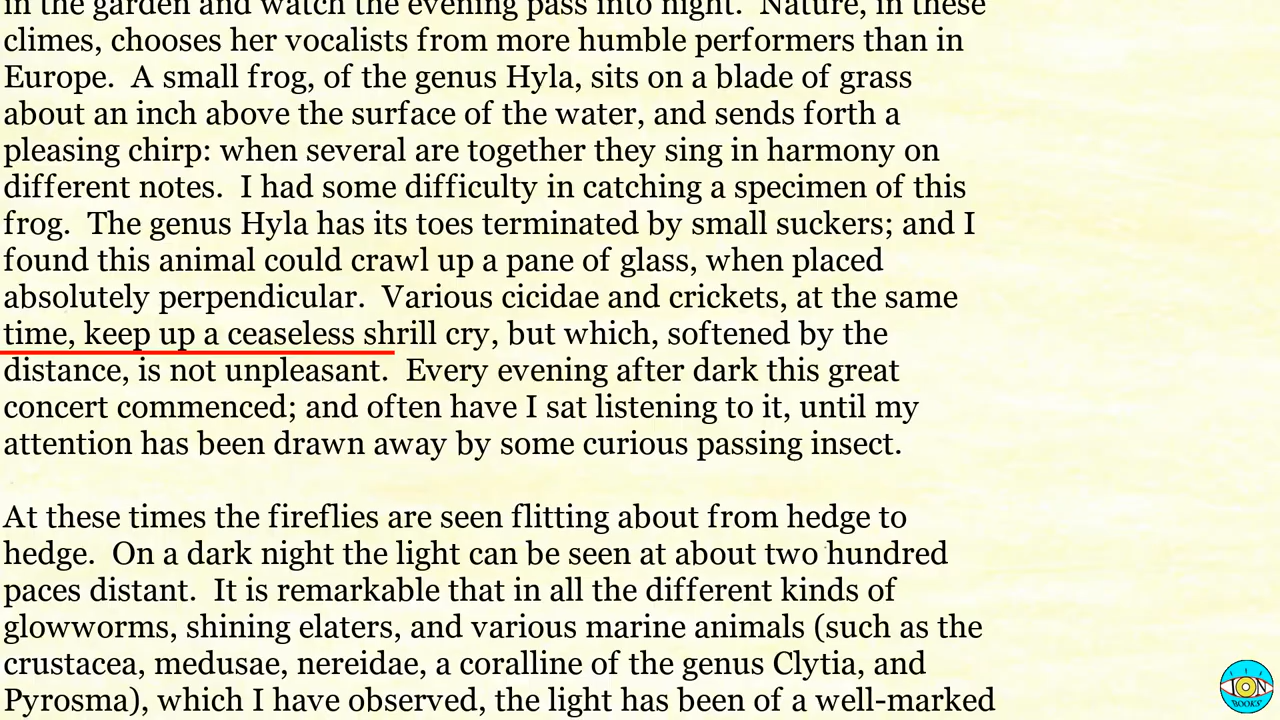 in the garden and watch the evening pass into night.  Nature, in these
climes, chooses her vocalists from more humble performers than in
Europe.  A small frog, of the genus Hyla, sits on a blade of grass
about an inch above the surface of the water, and sends forth a
pleasing chirp: when several are together they sing in harmony on
different notes.  I had some difficulty in catching a specimen of this
frog.  The genus Hyla has its toes terminated by small suckers; and I
found this animal could crawl up a pane of glass, when placed
absolutely perpendicular.  Various cicidae and crickets, at the same
time, keep up a ceaseless shrill cry, but which, softened by the
distance, is not unpleasant.  Every evening after dark this great
concert commenced; and often have I sat listening to it, until my
attention has been drawn away by some curious passing insect.
At these times the fireflies are seen flitting about from hedge to
hedge.  On a dark night the light can be seen at about two hundred
paces distant.  It is remarkable that in all the different kinds of
glowworms, shining elaters, and various marine animals (such as the
crustacea, medusae, nereidae, a coralline of the genus Clytia, and
Pyrosma), which I have observed, the light has been of a well-marked
ION
BOOKS